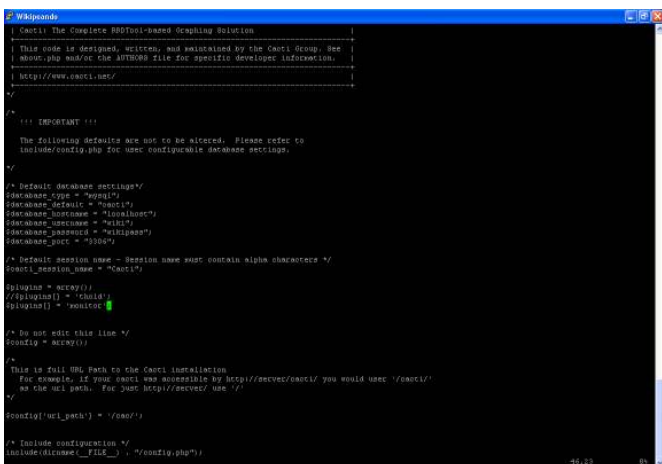 Wikipeando
| Cacti: The Complete RRDTool-based Graphing Solution |
+-------------------------------------------------------------------------+
| This code is designed, written, and maintained by the Cacti Group. See |
| about.php and/or the AUTHORS file for specific developer information. |
+-------------------------------------------------------------------------+
| http://www.cacti.net/ |
+-------------------------------------------------------------------------+
*/
/*
!!! IMPORTANT !!!
The following defaults are not to be altered. Please refer to
include/config.php for user configurable database settings.
*/
/* Default database settings*/
$database_type = "mysql";
$database_default = "cacti";
$database_hostname = "localhost";
$database_username = "wiki";
$database_password = "wikipass";
$database_port = "3306";
/* Default session name - Session name must contain alpha characters */
$cacti_session_name = "Cacti";
$plugins = array();
//$plugins[] = 'thold';
$plugins[] = 'monitor';
/* Do not edit this line */
$config = array();
/*
This is full URL Path to the Cacti installation
For example, if your cacti was accessible by http://server/cacti/ you would user '/cacti/'
as the url path. For just http://server/ use '/'
*/
$config['url_path'] = '/cac/';
/* Include configuration */
include(dirname(__FILE__) . "/config.php");
46,23 8%